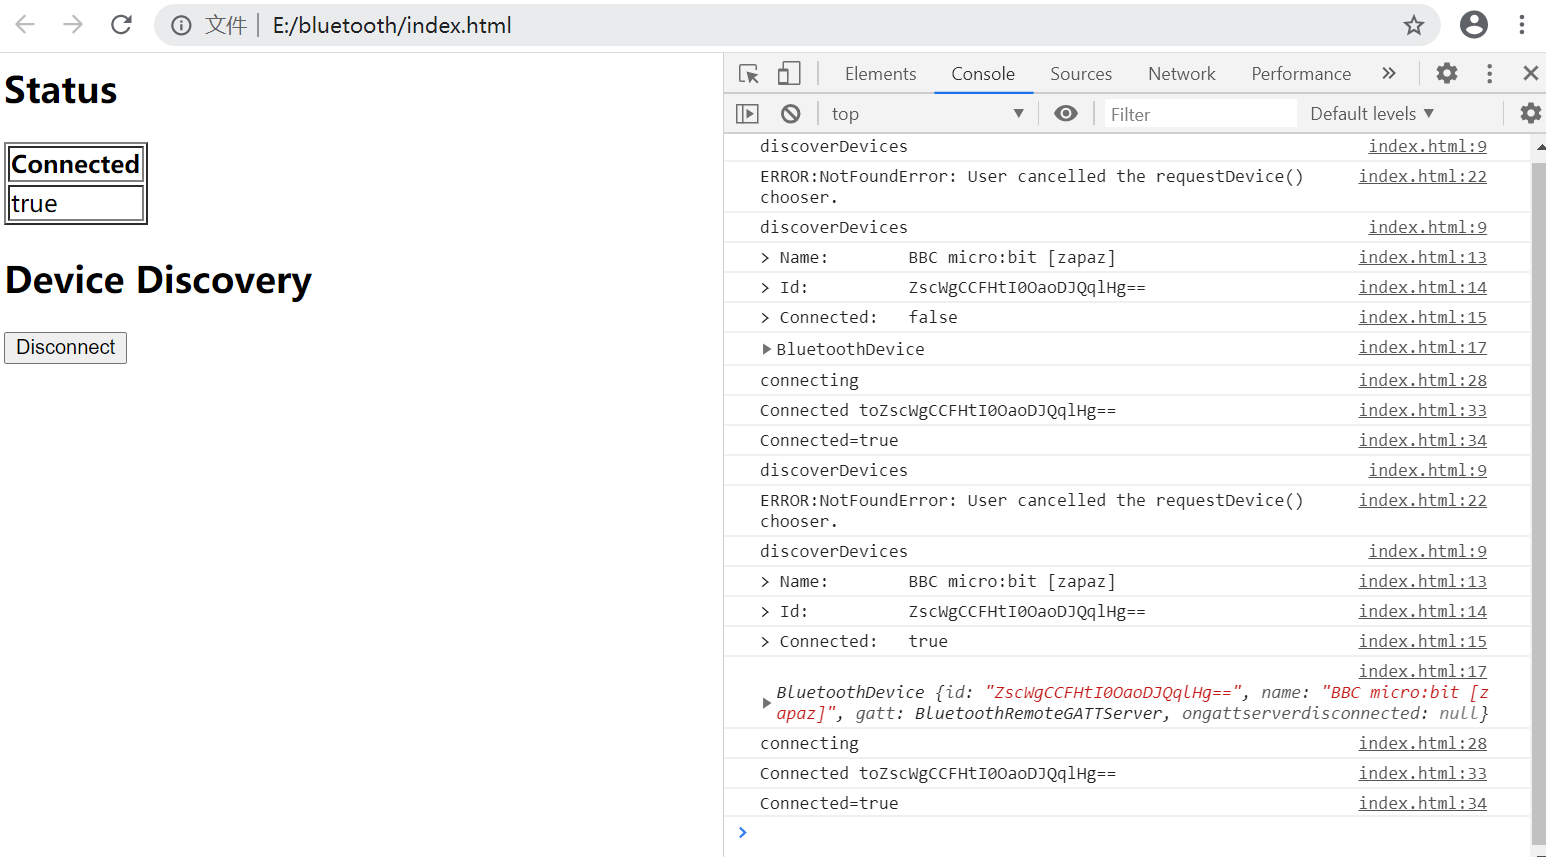 文件 | E:/bluetooth/index.html
Status
Connected
true
Device Discovery
Disconnect
Elements Console Sources Network Performance »
top ▼ Filter Default levels ▼
discoverDevices index.html:9
ERROR:NotFoundError: User cancelled the requestDevice() index.html:22
chooser.
discoverDevices index.html:9
> Name: BBC micro:bit [zapaz] index.html:13
> Id: ZscWgCCFHtI0OaoDJQqlHg== index.html:14
> Connected: false index.html:15
▶BluetoothDevice index.html:17
connecting index.html:28
Connected toZscWgCCFHtI0OaoDJQqlHg== index.html:33
Connected=true index.html:34
discoverDevices index.html:9
ERROR:NotFoundError: User cancelled the requestDevice() index.html:22
chooser.
discoverDevices index.html:9
> Name: BBC micro:bit [zapaz] index.html:13
> Id: ZscWgCCFHtI0OaoDJQqlHg== index.html:14
> Connected: true index.html:15
index.html:17
BluetoothDevice {id: "ZscWgCCFHtI0OaoDJQqlHg==", name: "BBC micro:bit [z
▶ apaz]", gatt: BluetoothRemoteGATTServer, ongattserverdisconnected: null}
connecting index.html:28
Connected toZscWgCCFHtI0OaoDJQqlHg== index.html:33
Connected=true index.html:34
>